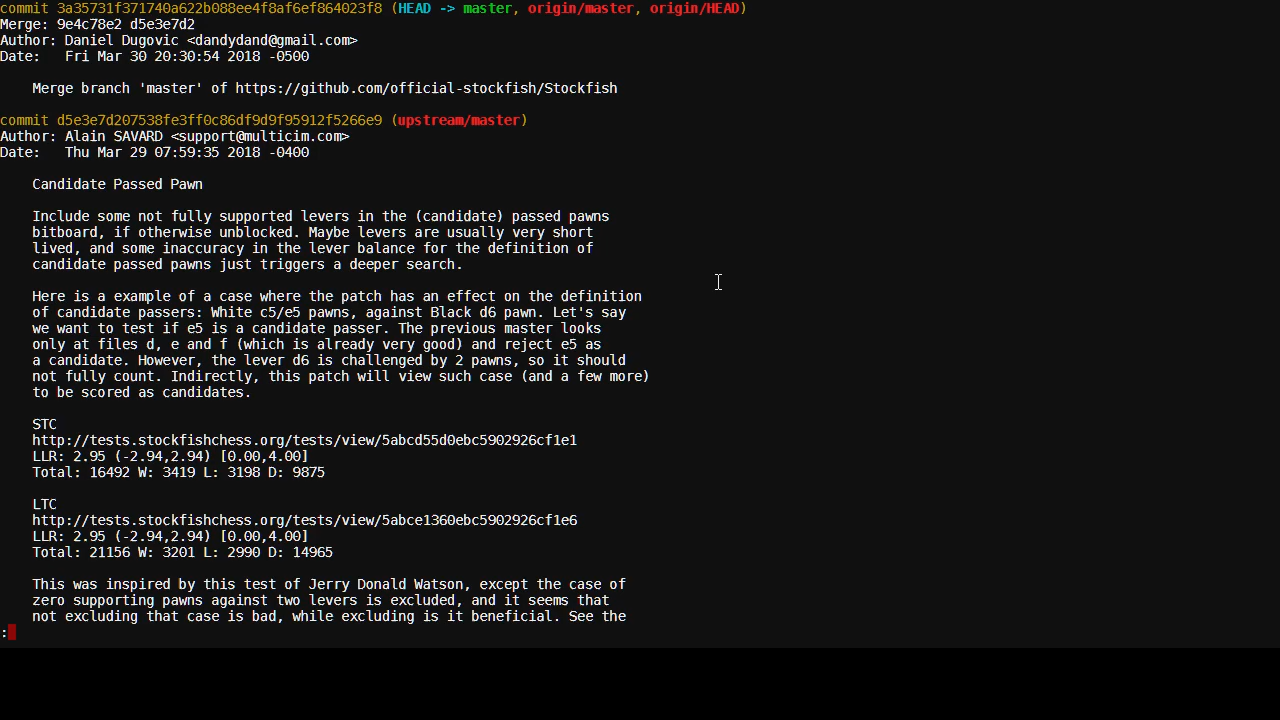 commit 3a35731f371740a622b088ee4f8af6ef864023f8 (HEAD -> master, origin/master, origin/HEAD)
Merge: 9e4c78e2 d5e3e7d2
Author: Daniel Dugovic <dandydand@gmail.com>
Date:   Fri Mar 30 20:30:54 2018 -0500

    Merge branch 'master' of https://github.com/official-stockfish/Stockfish

commit d5e3e7d207538fe3ff0c86df9d9f95912f5266e9 (upstream/master)
Author: Alain SAVARD <support@multicim.com>
Date:   Thu Mar 29 07:59:35 2018 -0400

    Candidate Passed Pawn

    Include some not fully supported levers in the (candidate) passed pawns
    bitboard, if otherwise unblocked. Maybe levers are usually very short
    lived, and some inaccuracy in the lever balance for the definition of
    candidate passed pawns just triggers a deeper search.

    Here is a example of a case where the patch has an effect on the definition
    of candidate passers: White c5/e5 pawns, against Black d6 pawn. Let's say
    we want to test if e5 is a candidate passer. The previous master looks
    only at files d, e and f (which is already very good) and reject e5 as
    a candidate. However, the lever d6 is challenged by 2 pawns, so it should
    not fully count. Indirectly, this patch will view such case (and a few more)
    to be scored as candidates.

    STC
    http://tests.stockfishchess.org/tests/view/5abcd55d0ebc5902926cf1e1
    LLR: 2.95 (-2.94,2.94) [0.00,4.00]
    Total: 16492 W: 3419 L: 3198 D: 9875

    LTC
    http://tests.stockfishchess.org/tests/view/5abce1360ebc5902926cf1e6
    LLR: 2.95 (-2.94,2.94) [0.00,4.00]
    Total: 21156 W: 3201 L: 2990 D: 14965

    This was inspired by this test of Jerry Donald Watson, except the case of
    zero supporting pawns against two levers is excluded, and it seems that
    not excluding that case is bad, while excluding is it beneficial. See the
: